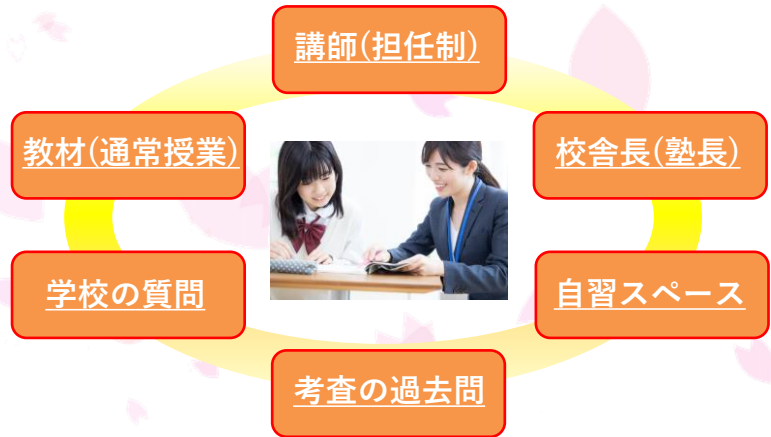 講師(担任制)
教材(通常授業)
校舎長(塾長)
学校の質問
自習スペース
考査の過去問